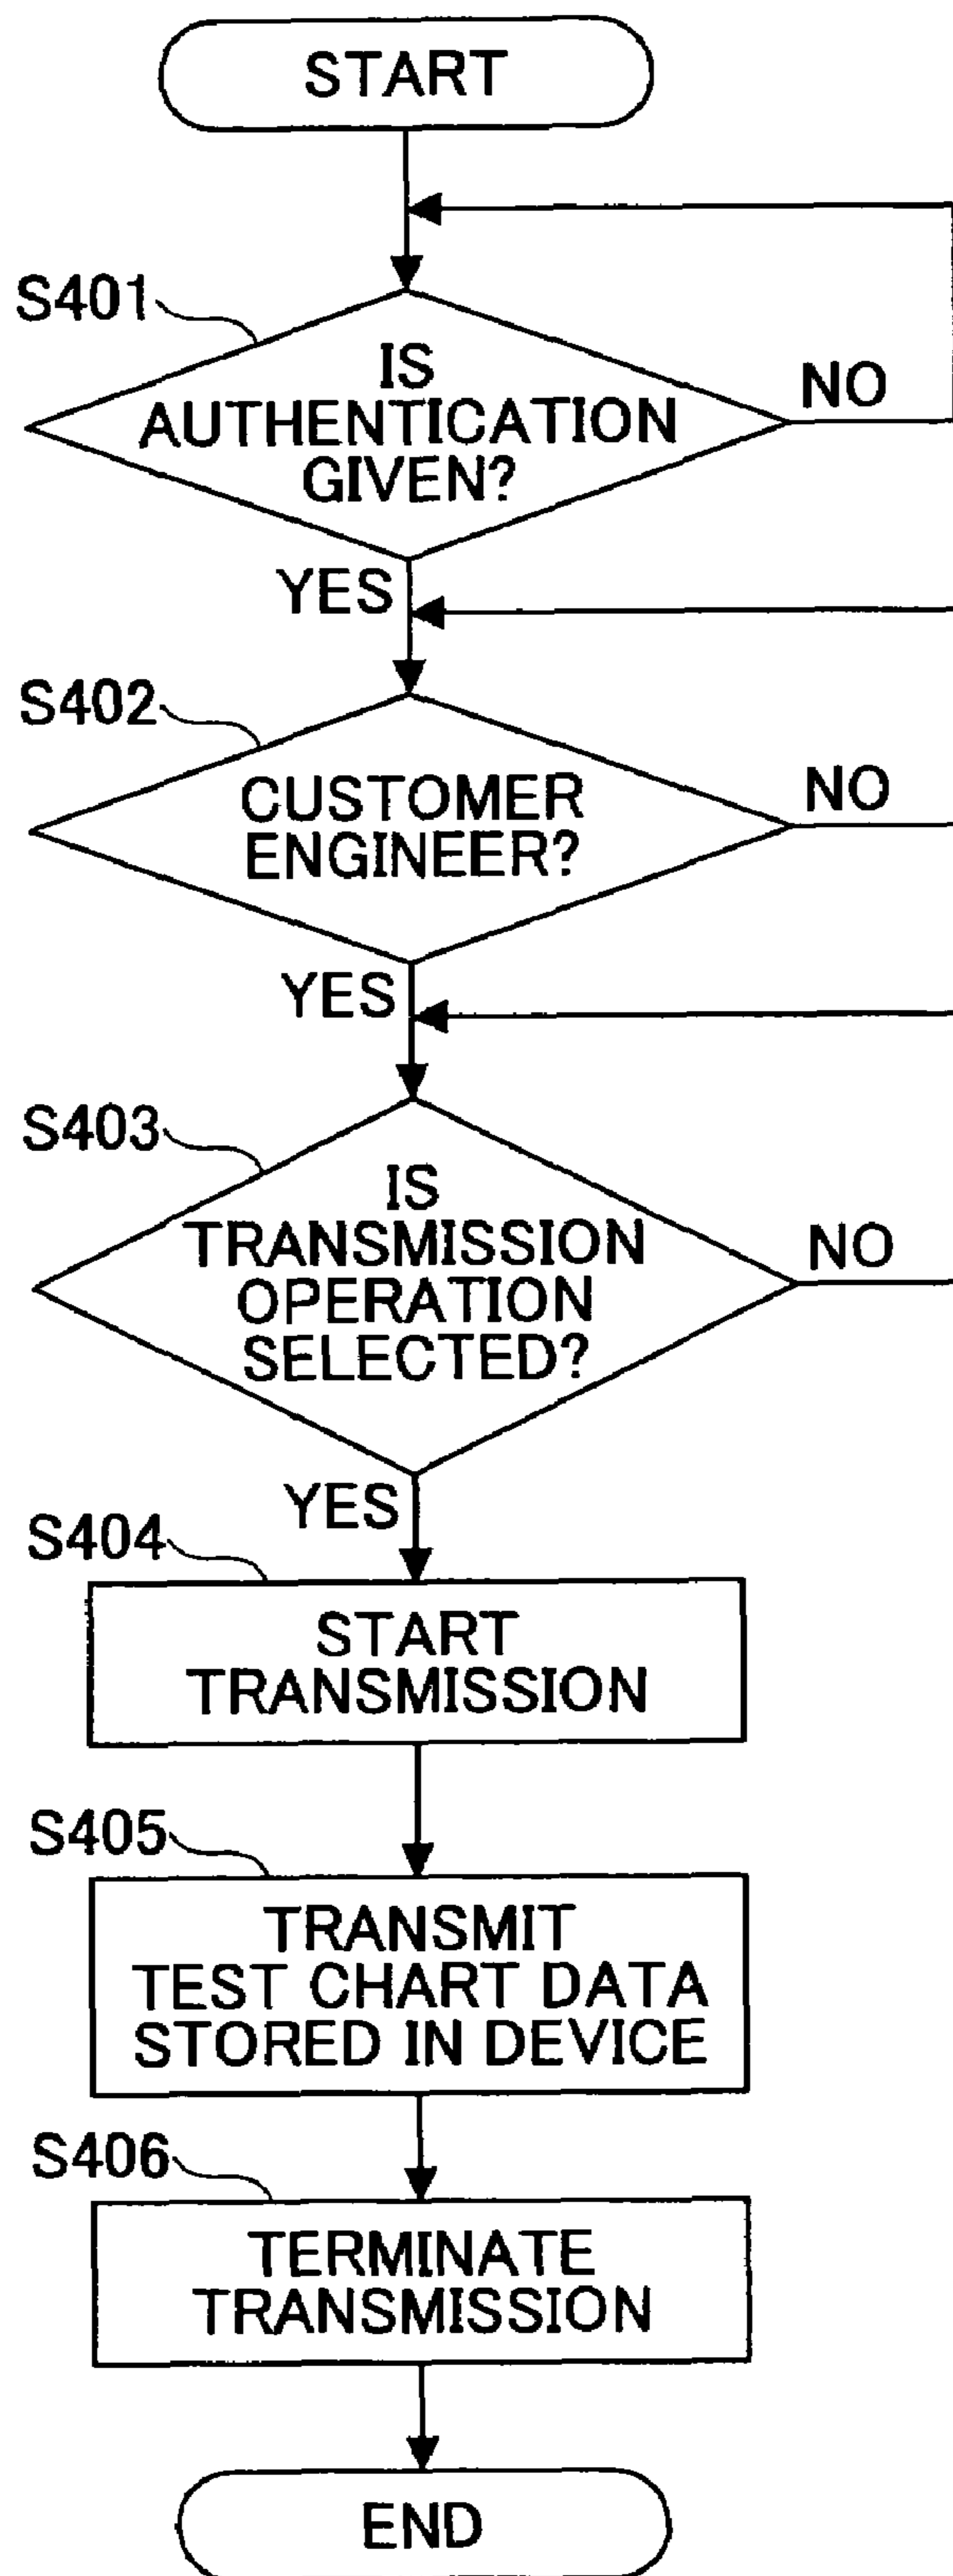 START
S401
IS
AUTHENTICATION
GIVEN?
NO
YES
S402
CUSTOMER
ENGINEER?
NO
YES
S403
IS
TRANSMISSION
OPERATION
SELECTED?
NO
YES
S404
START
TRANSMISSION
S405
TRANSMIT
TEST CHART DATA
STORED IN DEVICE
S406
TERMINATE
TRANSMISSION
END